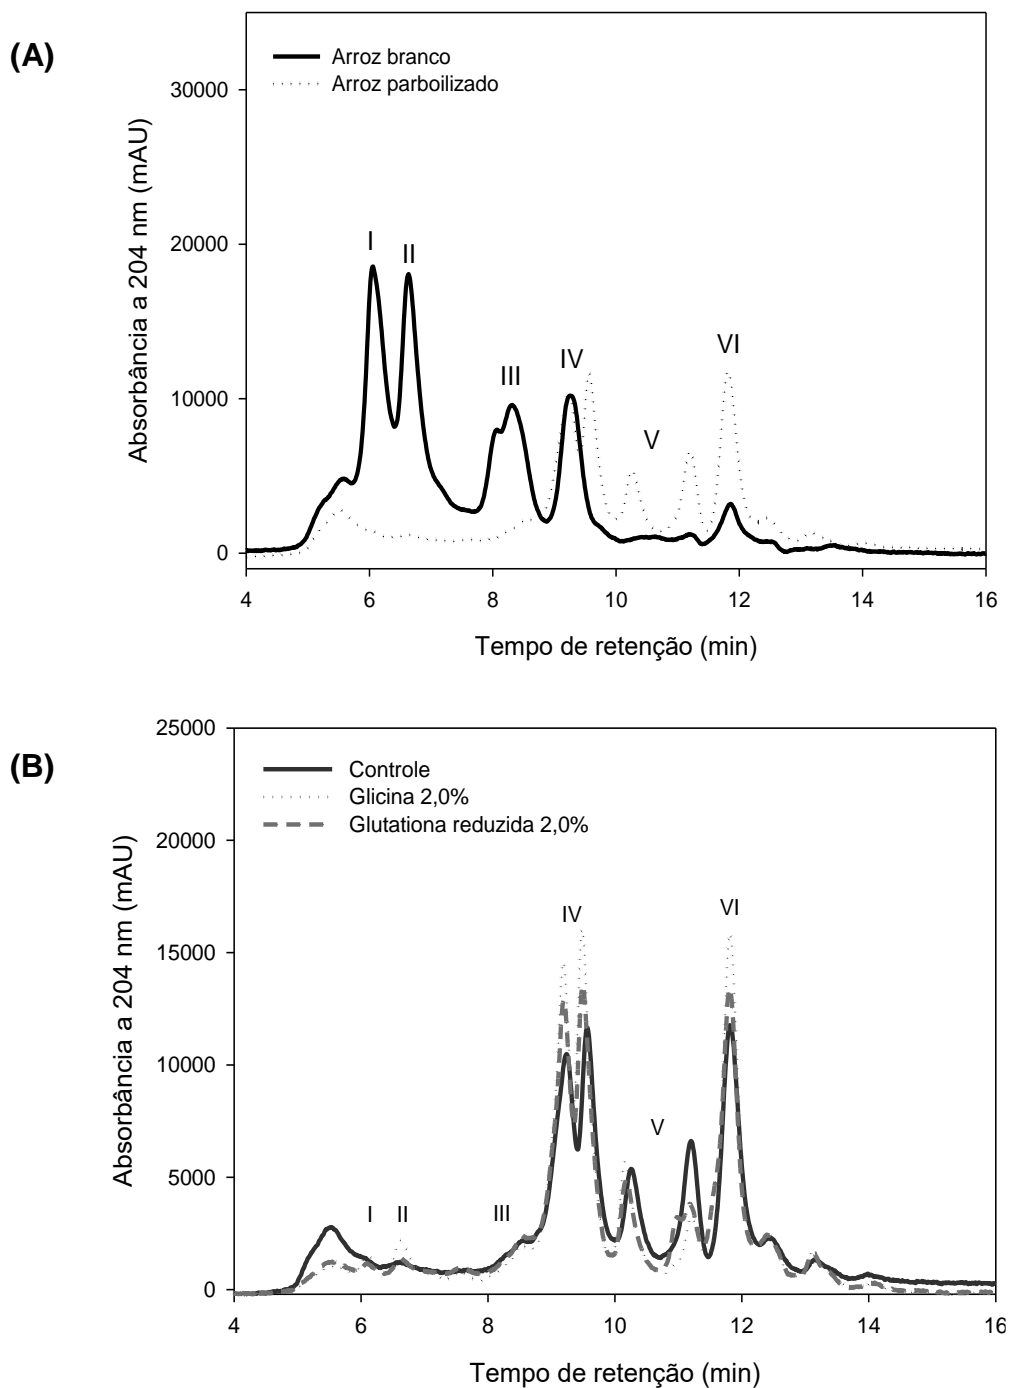 (A)
Arroz branco
Arroz parboilizado
30000
20000
10000
0
Absorbância a 204 nm (mAU)
I
II
III
IV
V
VI
4 6 8 10 12 14 16
Tempo de retenção (min)
(B)
25000
20000
15000
10000
5000
0
Controle
Glicina 2,0%
Glutationa reduzida 2,0%
Absorbância a 204 nm (mAU)
I
II
III
IV
V
VI
4 6 8 10 12 14 16
Tempo de retenção (min)